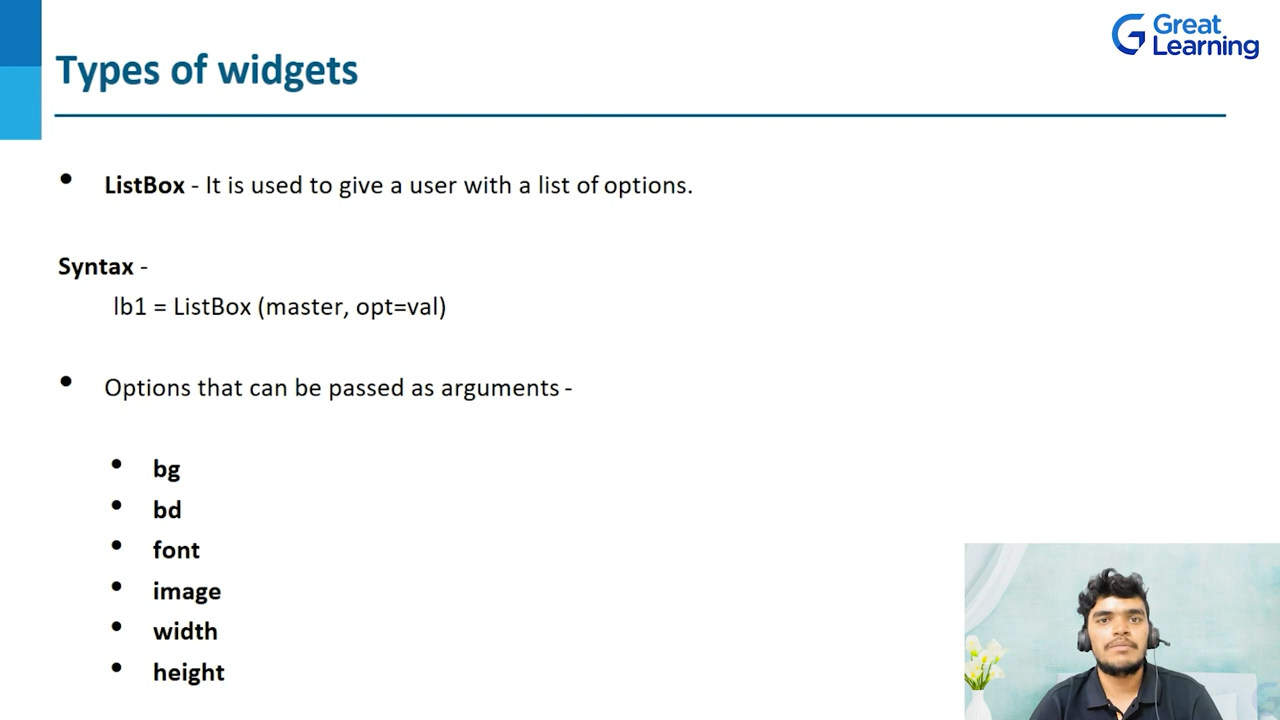 Great
Learning
Types of widgets
• ListBox - It is used to give a user with a list of options.
Syntax -
lb1 = ListBox (master, opt=val)
• Options that can be passed as arguments -
• bg
• bd
• font
• image
• width
• height